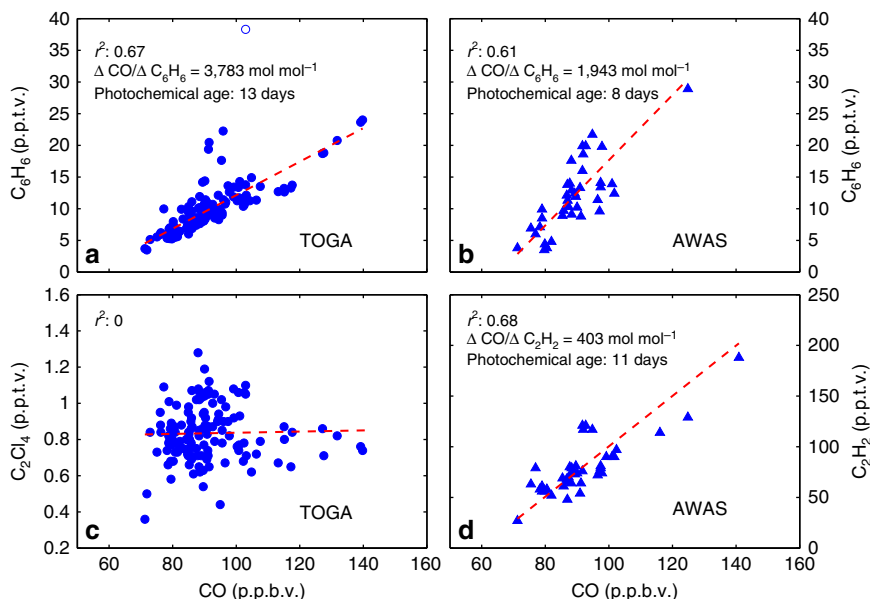 40
35
30
25
20
15
10
5
0
C₆H₆ (p.p.t.v.)
r²: 0.67
Δ CO/Δ C₆H₆ = 3,783 mol mol⁻¹
Photochemical age: 13 days
a
TOGA
r²: 0.61
Δ CO/Δ C₆H₆ = 1,943 mol mol⁻¹
Photochemical age: 8 days
b
AWAS
40
35
30
25
20
15
10
5
0
C₆H₆ (p.p.t.v.)
1.6
1.4
1.2
1
0.8
0.6
0.4
0.2
C₂Cl₄ (p.p.t.v.)
r²: 0
c
TOGA
60 80 100 120 140 160
CO (p.p.b.v.)
r²: 0.68
Δ CO/Δ C₂H₂ = 403 mol mol⁻¹
Photochemical age: 11 days
d
AWAS
250
200
150
100
50
0
C₂H₂ (p.p.t.v.)
60 80 100 120 140 160
CO (p.p.b.v.)